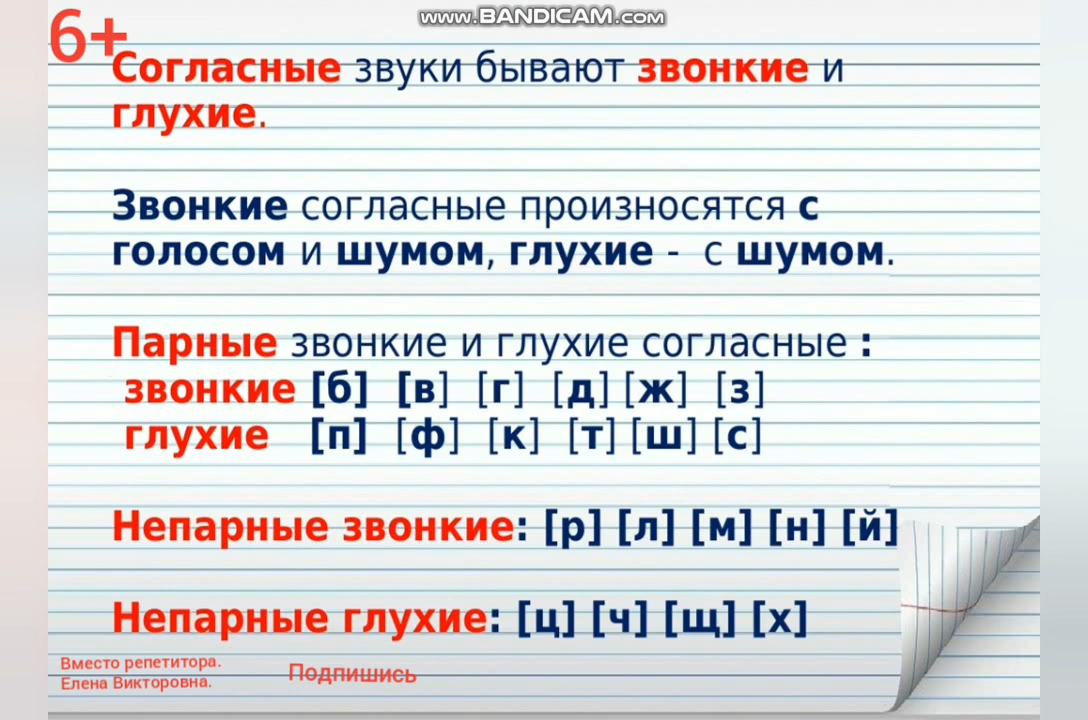 www.BANDICAM.com
6+
Согласные звуки бывают звонкие и
глухие.
Звонкие согласные произносятся с
голосом и шумом, глухие - с шумом.
Парные звонкие и глухие согласные :
звонкие [б] [в] [г] [д] [ж] [з]
глухие [п] [ф] [к] [т] [ш] [с]
Непарные звонкие: [р] [л] [м] [н] [й]
Непарные глухие: [ц] [ч] [щ] [х]
Вместо репетитора.
Елена Викторовна.
Подпишись